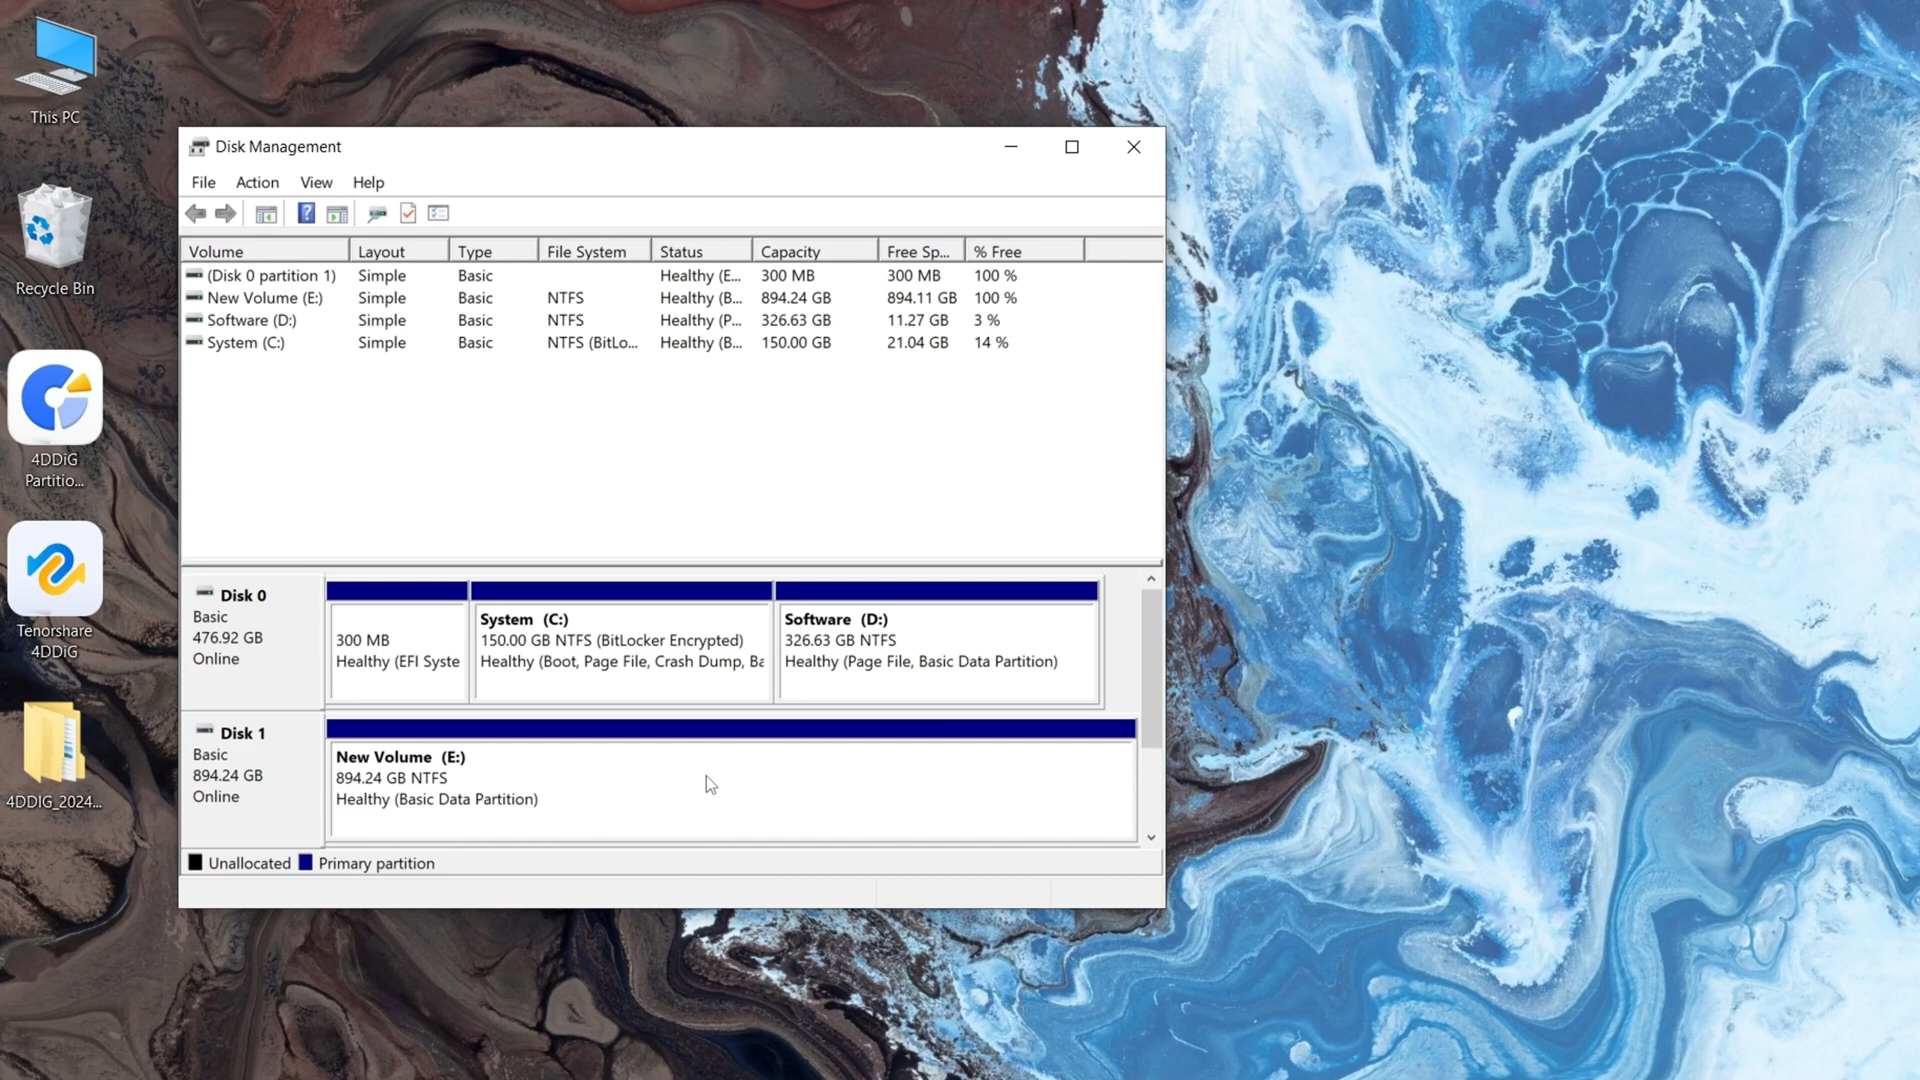 This PC
Recycle Bin
4DDiG
Partitio...
Tenorshare
4DDiG
4DDIG_2024...
Disk Management
File Action View Help
Volume Layout Type File System Status Capacity Free Sp... % Free
(Disk 0 partition 1) Simple Basic Healthy (E... 300 MB 300 MB 100 %
New Volume (E:) Simple Basic NTFS Healthy (B... 894.24 GB 894.11 GB 100 %
Software (D:) Simple Basic NTFS Healthy (P... 326.63 GB 11.27 GB 3 %
System (C:) Simple Basic NTFS (BitLo... Healthy (B... 150.00 GB 21.04 GB 14 %
Disk 0
Basic
476.92 GB
Online
300 MB
Healthy (EFI Syste
System (C:)
150.00 GB NTFS (BitLocker Encrypted)
Healthy (Boot, Page File, Crash Dump, Ba
Software (D:)
326.63 GB NTFS
Healthy (Page File, Basic Data Partition)
Disk 1
Basic
894.24 GB
Online
New Volume (E:)
894.24 GB NTFS
Healthy (Basic Data Partition)
Unallocated Primary partition